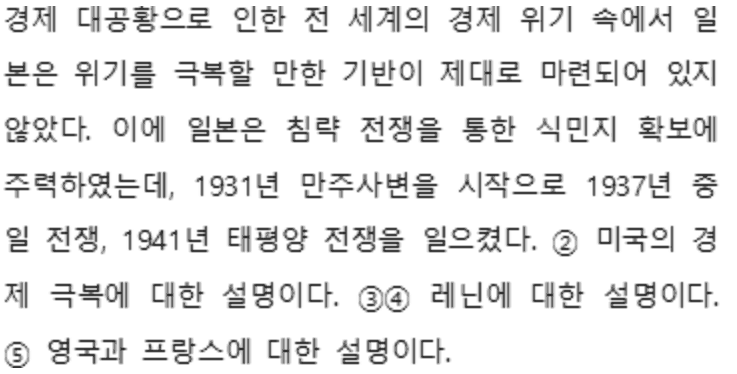 경제 대공황으로 인한 전 세계의 경제 위기 속에서 일
본은 위기를 극복할 만한 기반이 제대로 마련되어 있지
않았다. 이에 일본은 침략 전쟁을 통한 식민지 확보에
주력하였는데, 1931년 만주사변을 시작으로 1937년 중
일 전쟁, 1941년 태평양 전쟁을 일으켰다. ② 미국의 경
제 극복에 대한 설명이다. ③④ 레닌에 대한 설명이다.
⑤ 영국과 프랑스에 대한 설명이다.